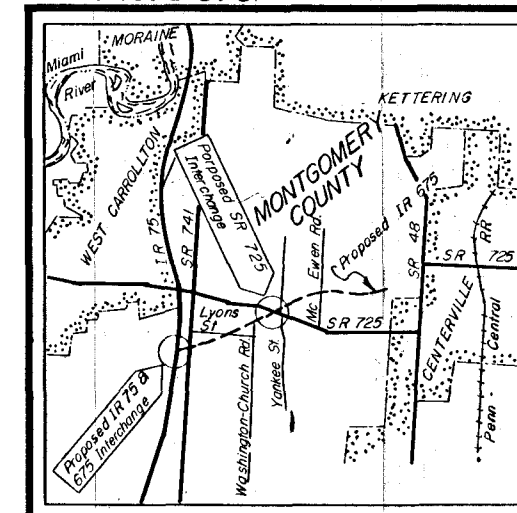 MORAINE
Miami
River
KETTERING
WEST CARROLLTON
IR 75
SR 741
Porposed SR 725
Interchange
MONTGOMERY
COUNTY
Mc Ewen Rd.
Proposed IR 675
SR 48
RR
SR 725
Lyons
St
SR 725
CENTERVILLE
Central
Penn
Yankee St.
Washington-Church Rd.
Proposed IR 75 &
675 Interchange